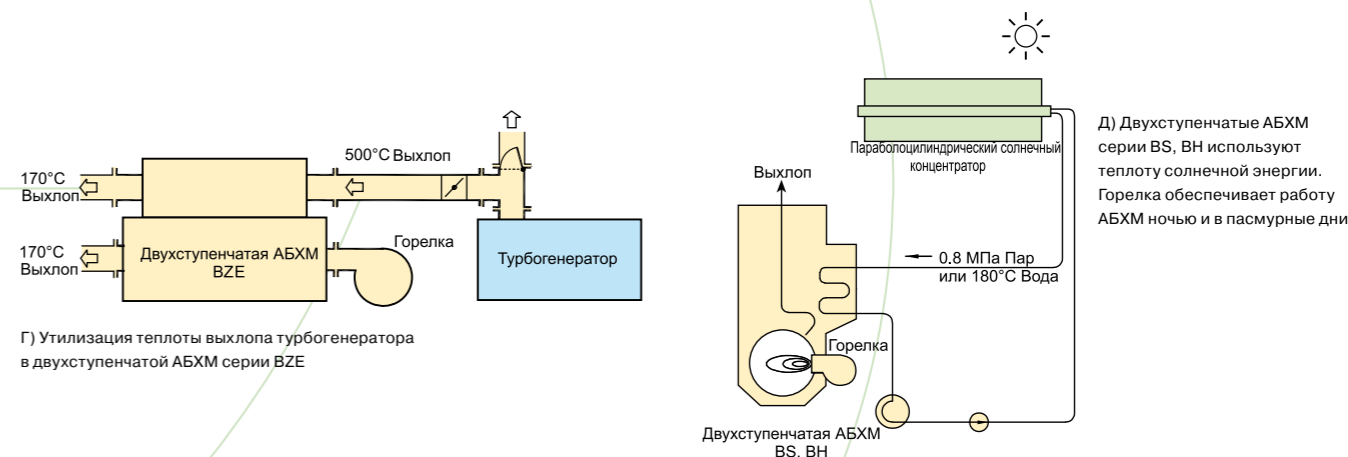 500°C Выхлоп
170°C
Выхлоп
170°C
Выхлоп
Двухступенчатая АБХМ
BZE
Горелка
Турбогенератор
Г) Утилизация теплоты выхлопа турбогенератора
в двухступенчатой АБХМ серии BZE
Параболоцилиндрический солнечный
концентратор
Выхлоп
0.8 МПа Пар
или 180°C Вода
Горелка
Двухступенчатая АБХМ
BS, BH
Д) Двухступенчатые АБХМ
серии BS, BH используют
теплоту солнечной энергии.
Горелка обеспечивает работу
АБХМ ночью и в пасмурные дни